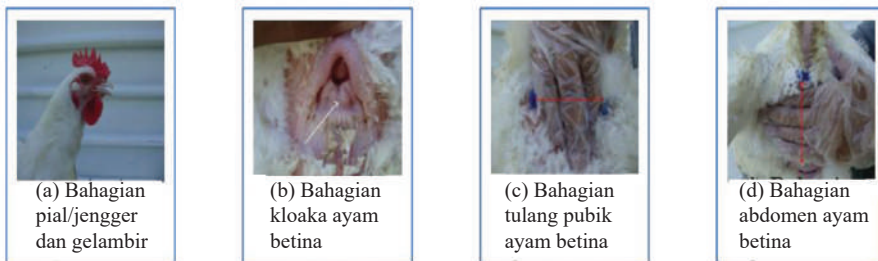 (a) Bahagian
pial/jengger
dan gelambir
(b) Bahagian
kloaka ayam
betina
(c) Bahagian
tulang pubik
ayam betina
(d) Bahagian
abdomen ayam
betina